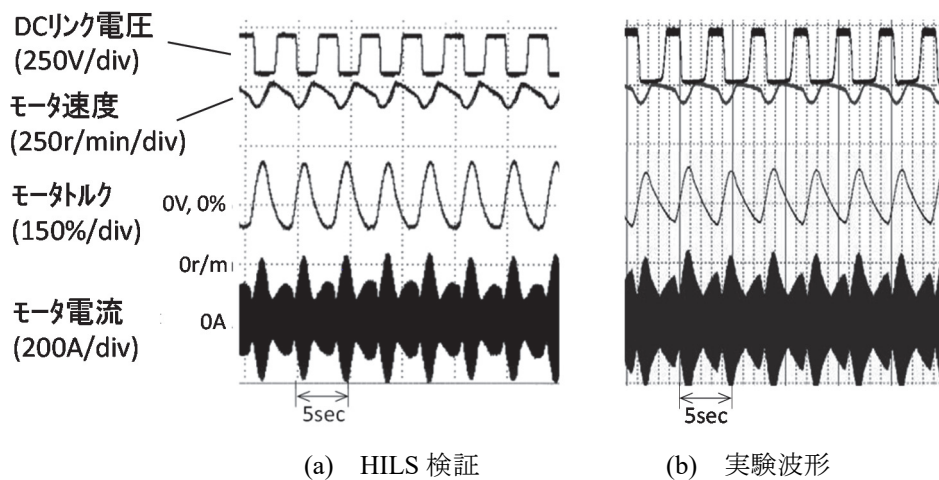 DCリンク電圧
(250V/div)
モータ速度
(250r/min/div)
モータトルク
(150%/div)
0V, 0%
0r/m
モータ電流
(200A/div)
0A
5sec
5sec
(a) HILS 検証
(b) 実験波形